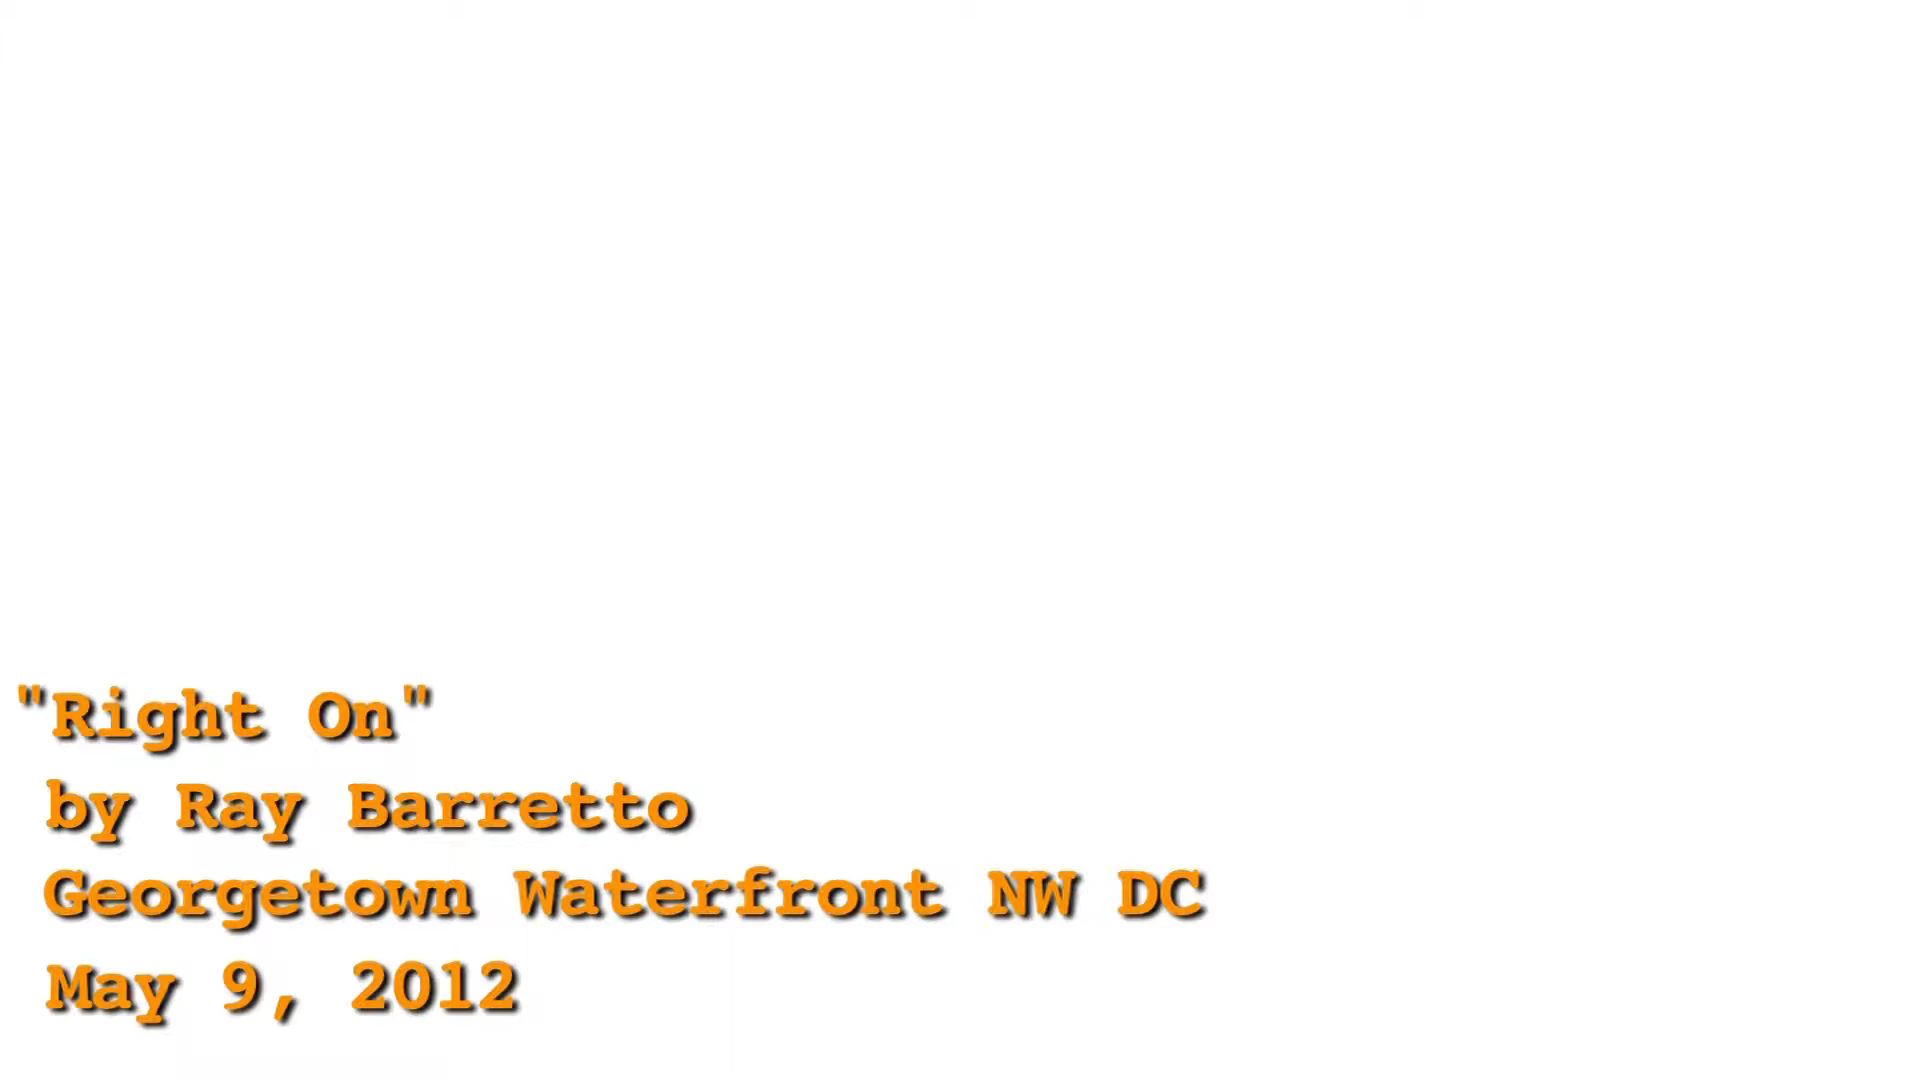 "Right On"
by Ray Barretto
Georgetown Waterfront NW DC
May 9, 2012